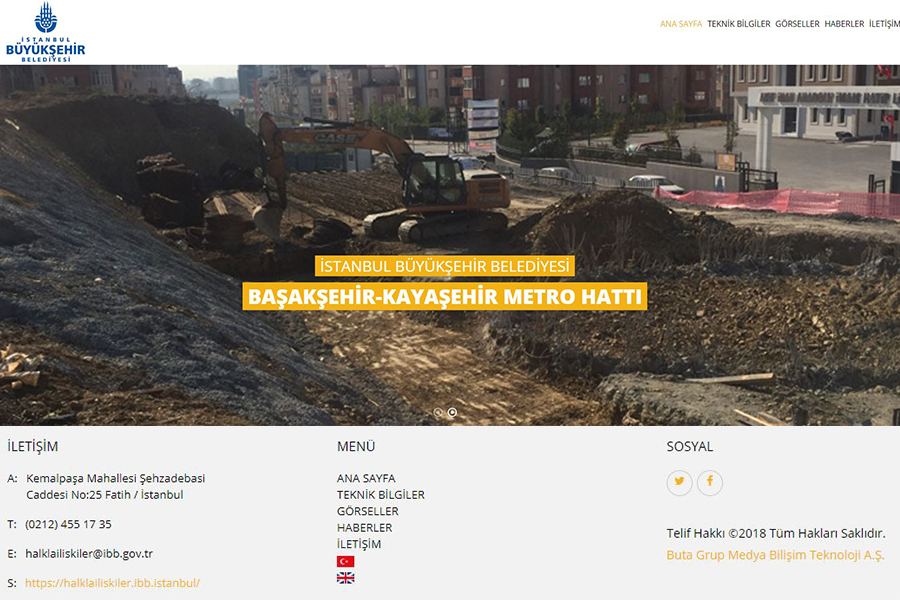 İSTANBUL
BÜYÜKŞEHİR
BELEDİYESİ
ANA SAYFA TEKNİK BİLGİLER GÖRSELLER HABERLER İLETİŞİM
İSTANBUL BÜYÜKŞEHİR BELEDİYESİ
BAŞAKŞEHİR-KAYAŞEHİR METRO HATTI
İLETİŞİM
A: Kemalpaşa Mahallesi Şehzadebasi
Caddesi No:25 Fatih / İstanbul
T: (0212) 455 17 35
E: halklailiskiler@ibb.gov.tr
S: https://halklailiskiler.ibb.istanbul/
MENÜ
ANA SAYFA
TEKNİK BİLGİLER
GÖRSELLER
HABERLER
İLETİŞİM
SOSYAL
Telif Hakkı ©2018 Tüm Hakları Saklıdır.
Buta Grup Medya Bilişim Teknoloji A.Ş.